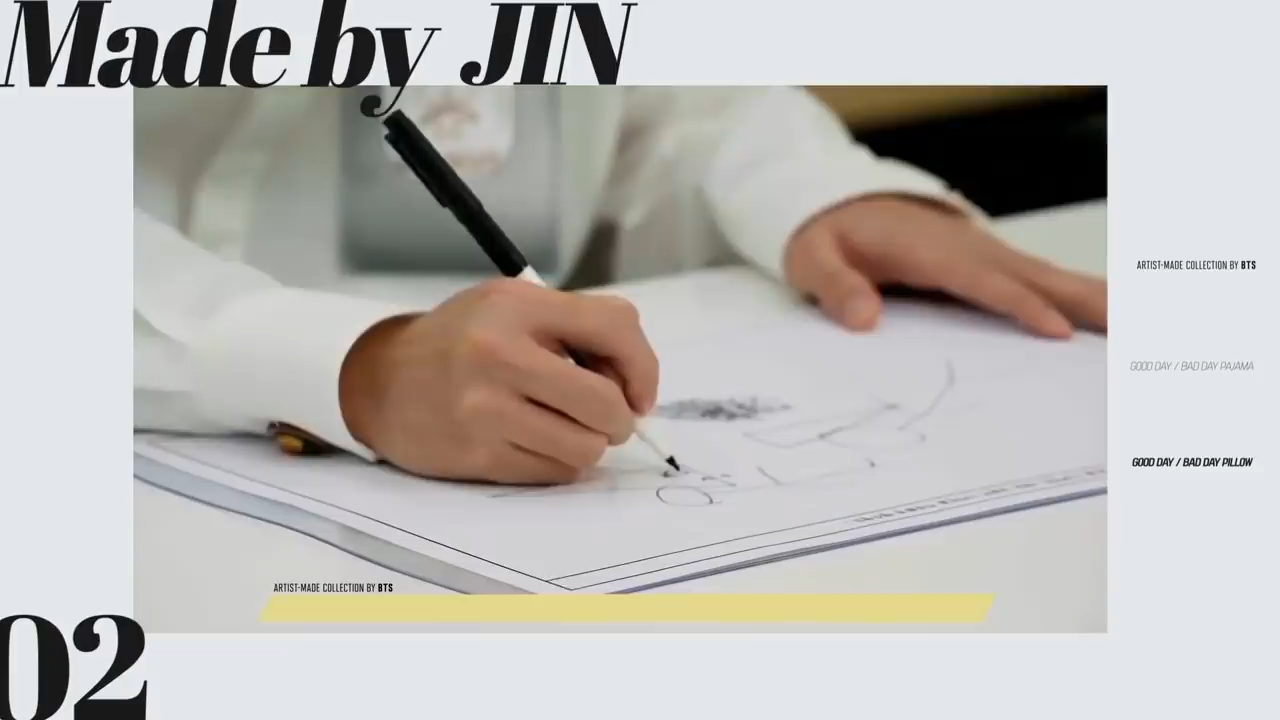 Made by JIN
ARTIST-MADE COLLECTION BY BTS
GOOD DAY / BAD DAY PAJAMA
GOOD DAY / BAD DAY PILLOW
ARTIST-MADE COLLECTION BY BTS
02